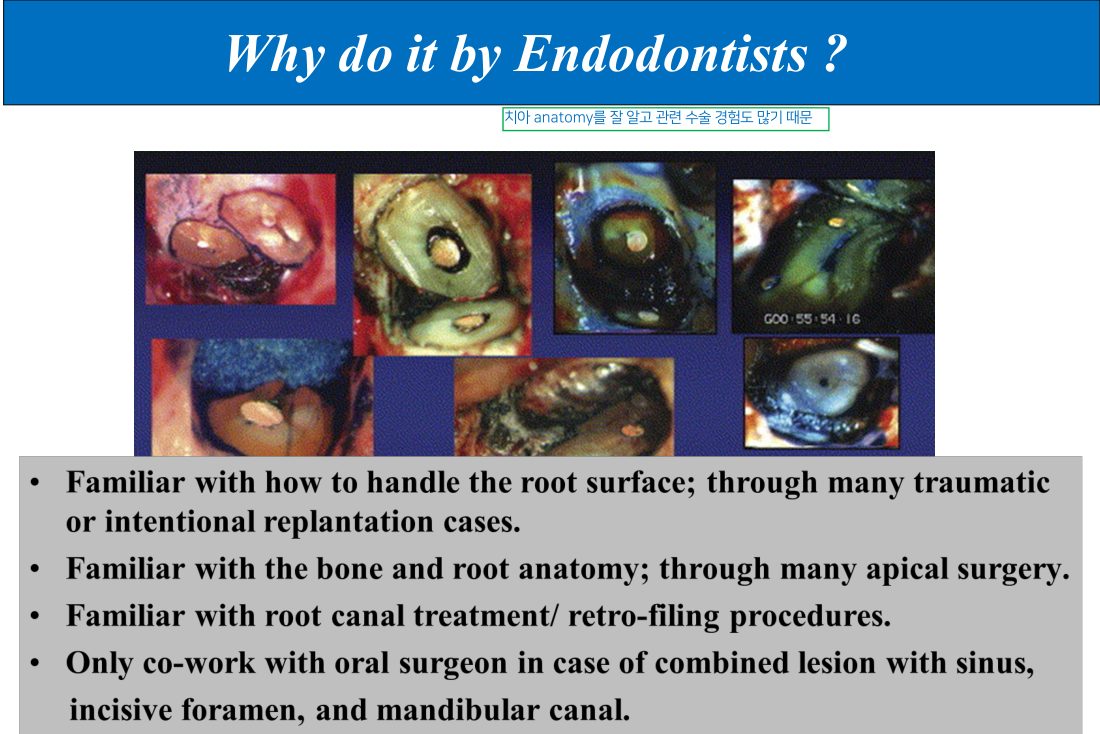 Why do it by Endodontists ?
치아 anatomy를 잘 알고 관련 수술 경험도 많기 때문
G00:55:54·16
• Familiar with how to handle the root surface; through many traumatic
or intentional replantation cases.
• Familiar with the bone and root anatomy; through many apical surgery.
• Familiar with root canal treatment/ retro-filing procedures.
• Only co-work with oral surgeon in case of combined lesion with sinus,
incisive foramen, and mandibular canal.